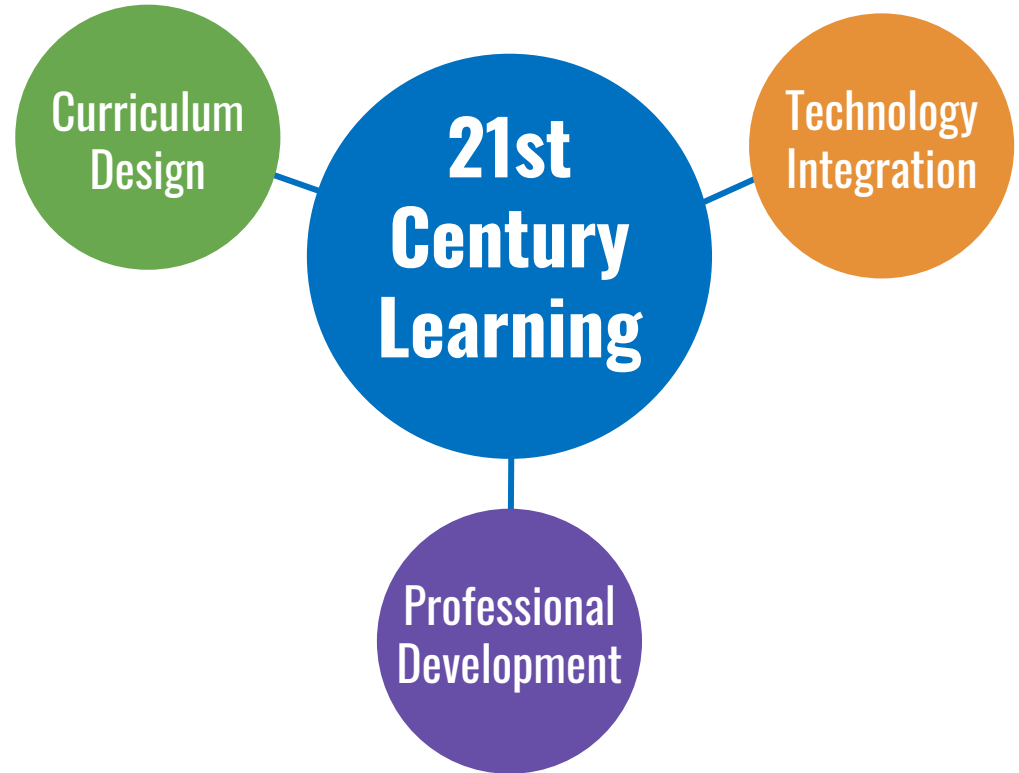 Curriculum
Design
21st
Century
Learning
Technology
Integration
Professional
Development